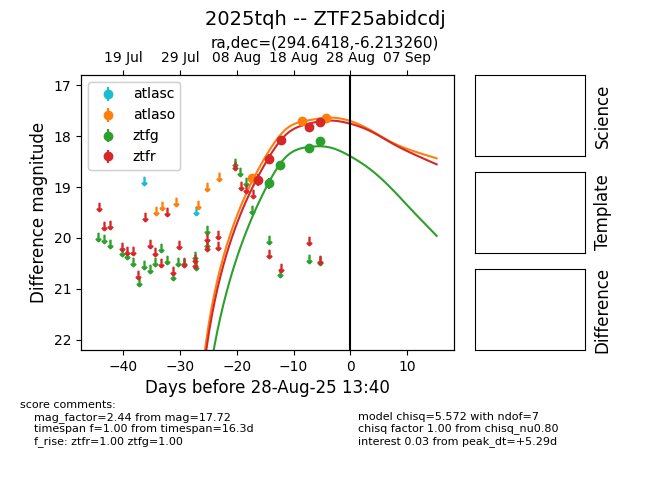 2025tqh -- ZTF25abidcdj
ra,dec=(294.6418,-6.213260)
19 Jul 29 Jul 08 Aug 18 Aug 28 Aug 07 Sep
17
18
19
20
21
22
Difference magnitude
atlasc
atlaso
ztfg
ztfr
−40 −30 −20 −10 0 10
Days before 28-Aug-25 13:40
Science
Template
Difference
score comments:
mag_factor=2.44 from mag=17.72
timespan f=1.00 from timespan=16.3d
f_rise: ztfr=1.00 ztfg=1.00
model chisq=5.572 with ndof=7
chisq factor 1.00 from chisq_nu0.80
interest 0.03 from peak_dt=+5.29d